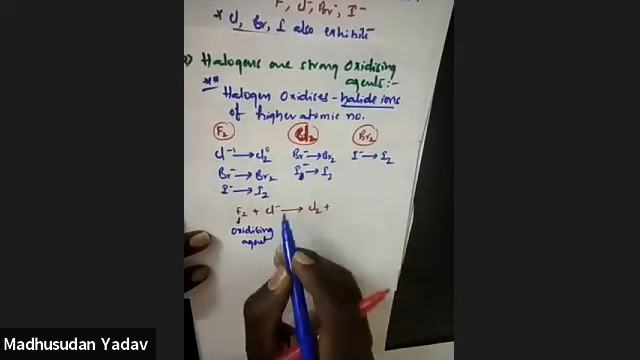 F⁻, Cl⁻, Br⁻, I⁻
* Cl, Br, I also exhibits
Halogens are strong Oxidising
agents:-
Halogen Oxidises - halide ions
of higher atomic no.
F₂ Cl₂ Br₂
Cl⁻¹ → Cl₂⁰ Br⁻ → Br₂ I⁻ → I₂
Br⁻ → Br₂ I⁻ → I₂
I⁻ → I₂
F₂ + Cl⁻ → Cl₂ +
oxidising
agent
Madhusudan Yadav